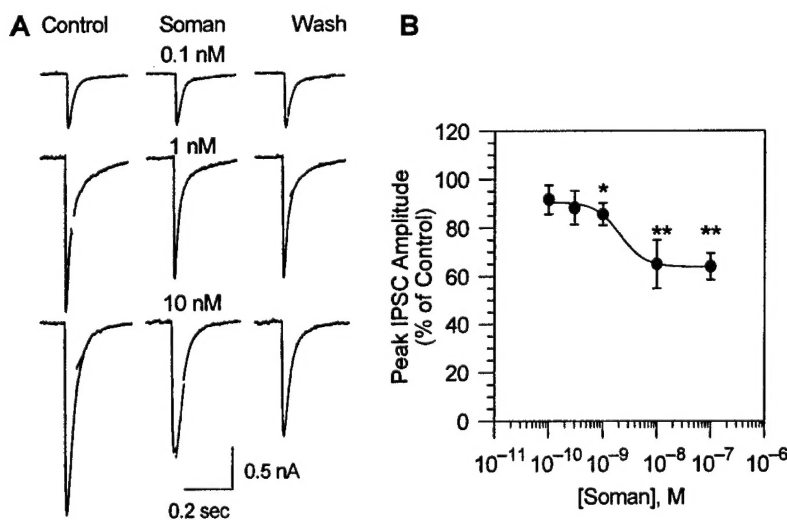 A
Control Soman Wash
0.1 nM
1 nM
10 nM
0.5 nA
0.2 sec
B
Peak IPSC Amplitude
(% of Control)
120
100
80
60
40
20
0
*
**
**
10⁻¹¹ 10⁻¹⁰ 10⁻⁹ 10⁻⁸ 10⁻⁷ 10⁻⁶
[Soman], M